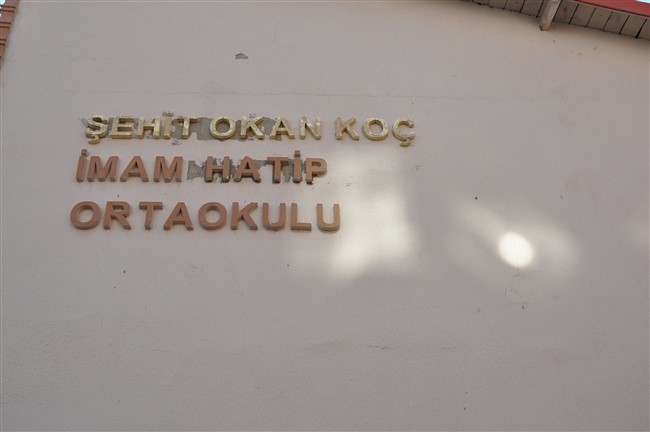 ŞEHİT OKAN KOÇ
İMAM HATİP
ORTAOKULU